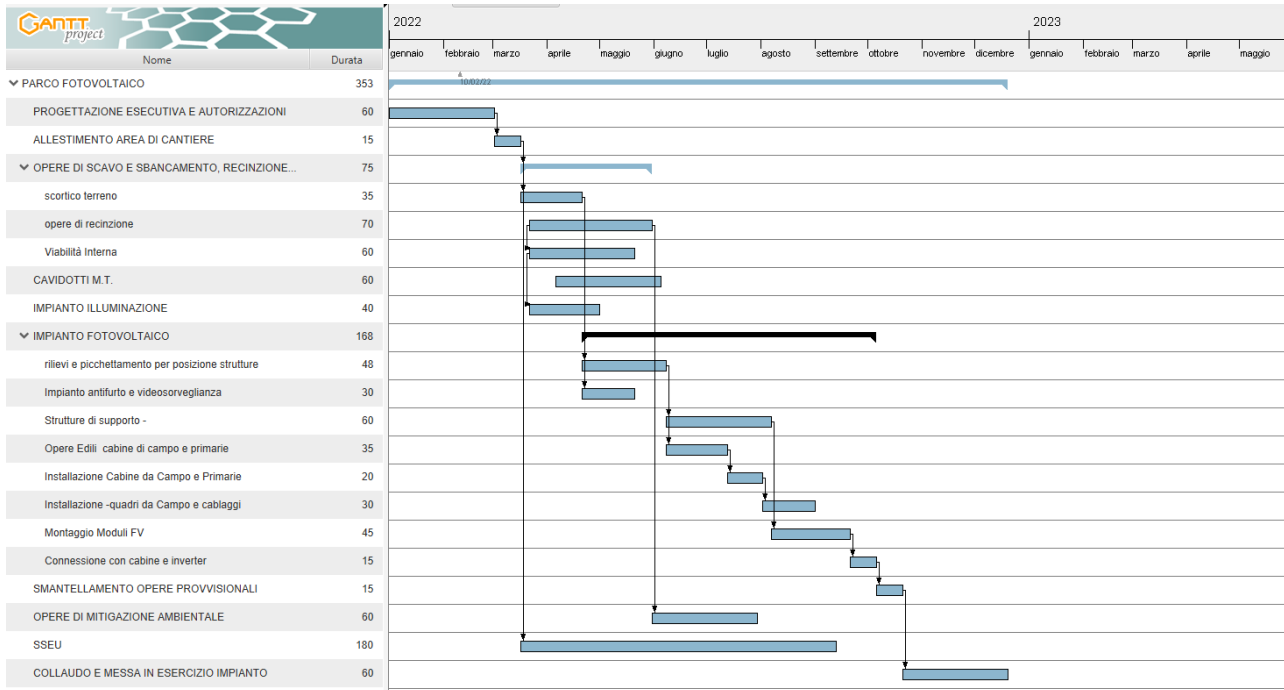 GANTT
project
2022 2023
gennaio febbraio marzo aprile maggio giugno luglio agosto settembre ottobre novembre dicembre gennaio febbraio marzo aprile maggio
Nome Durata
10/02/22
PARCO FOTOVOLTAICO 353
PROGETTAZIONE ESECUTIVA E AUTORIZZAZIONI 60
ALLESTIMENTO AREA DI CANTIERE 15
OPERE DI SCAVO E SBANCAMENTO, RECINZIONE... 75
scortico terreno 35
opere di recinzione 70
Viabilità Interna 60
CAVIDOTTI M.T. 60
IMPIANTO ILLUMINAZIONE 40
IMPIANTO FOTOVOLTAICO 168
rilievi e picchettamento per posizione strutture 48
Impianto antifurto e videosorveglianza 30
Strutture di supporto - 60
Opere Edili cabine di campo e primarie 35
Installazione Cabine da Campo e Primarie 20
Installazione -quadri da Campo e cablaggi 30
Montaggio Moduli FV 45
Connessione con cabine e inverter 15
SMANTELLAMENTO OPERE PROVVISIONALI 15
OPERE DI MITIGAZIONE AMBIENTALE 60
SSEU 180
COLLAUDO E MESSA IN ESERCIZIO IMPIANTO 60